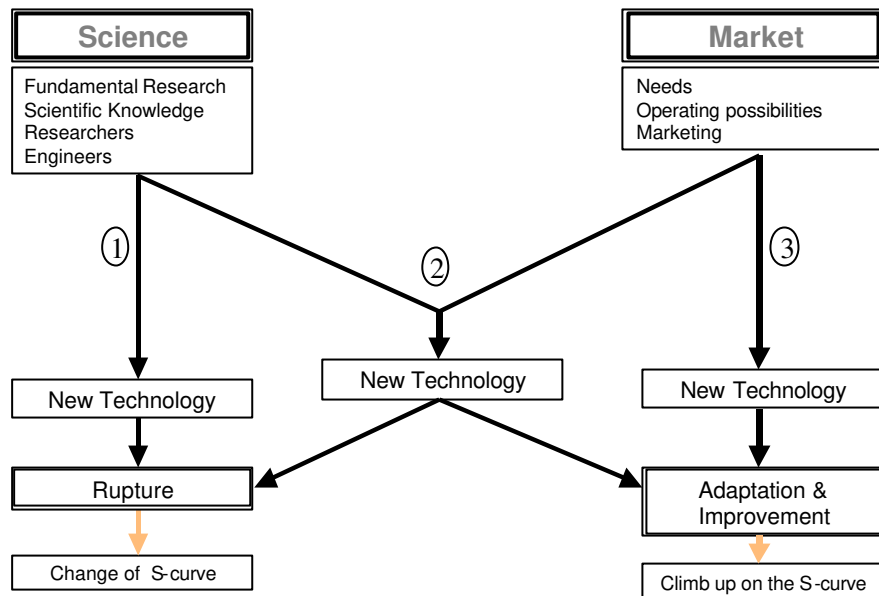 Science
Fundamental Research
Scientific Knowledge
Researchers
Engineers
Market
Needs
Operating possibilities
Marketing
1
2
3
New Technology
New Technology
New Technology
Rupture
Adaptation &
Improvement
Change of S-curve
Climb up on the S-curve